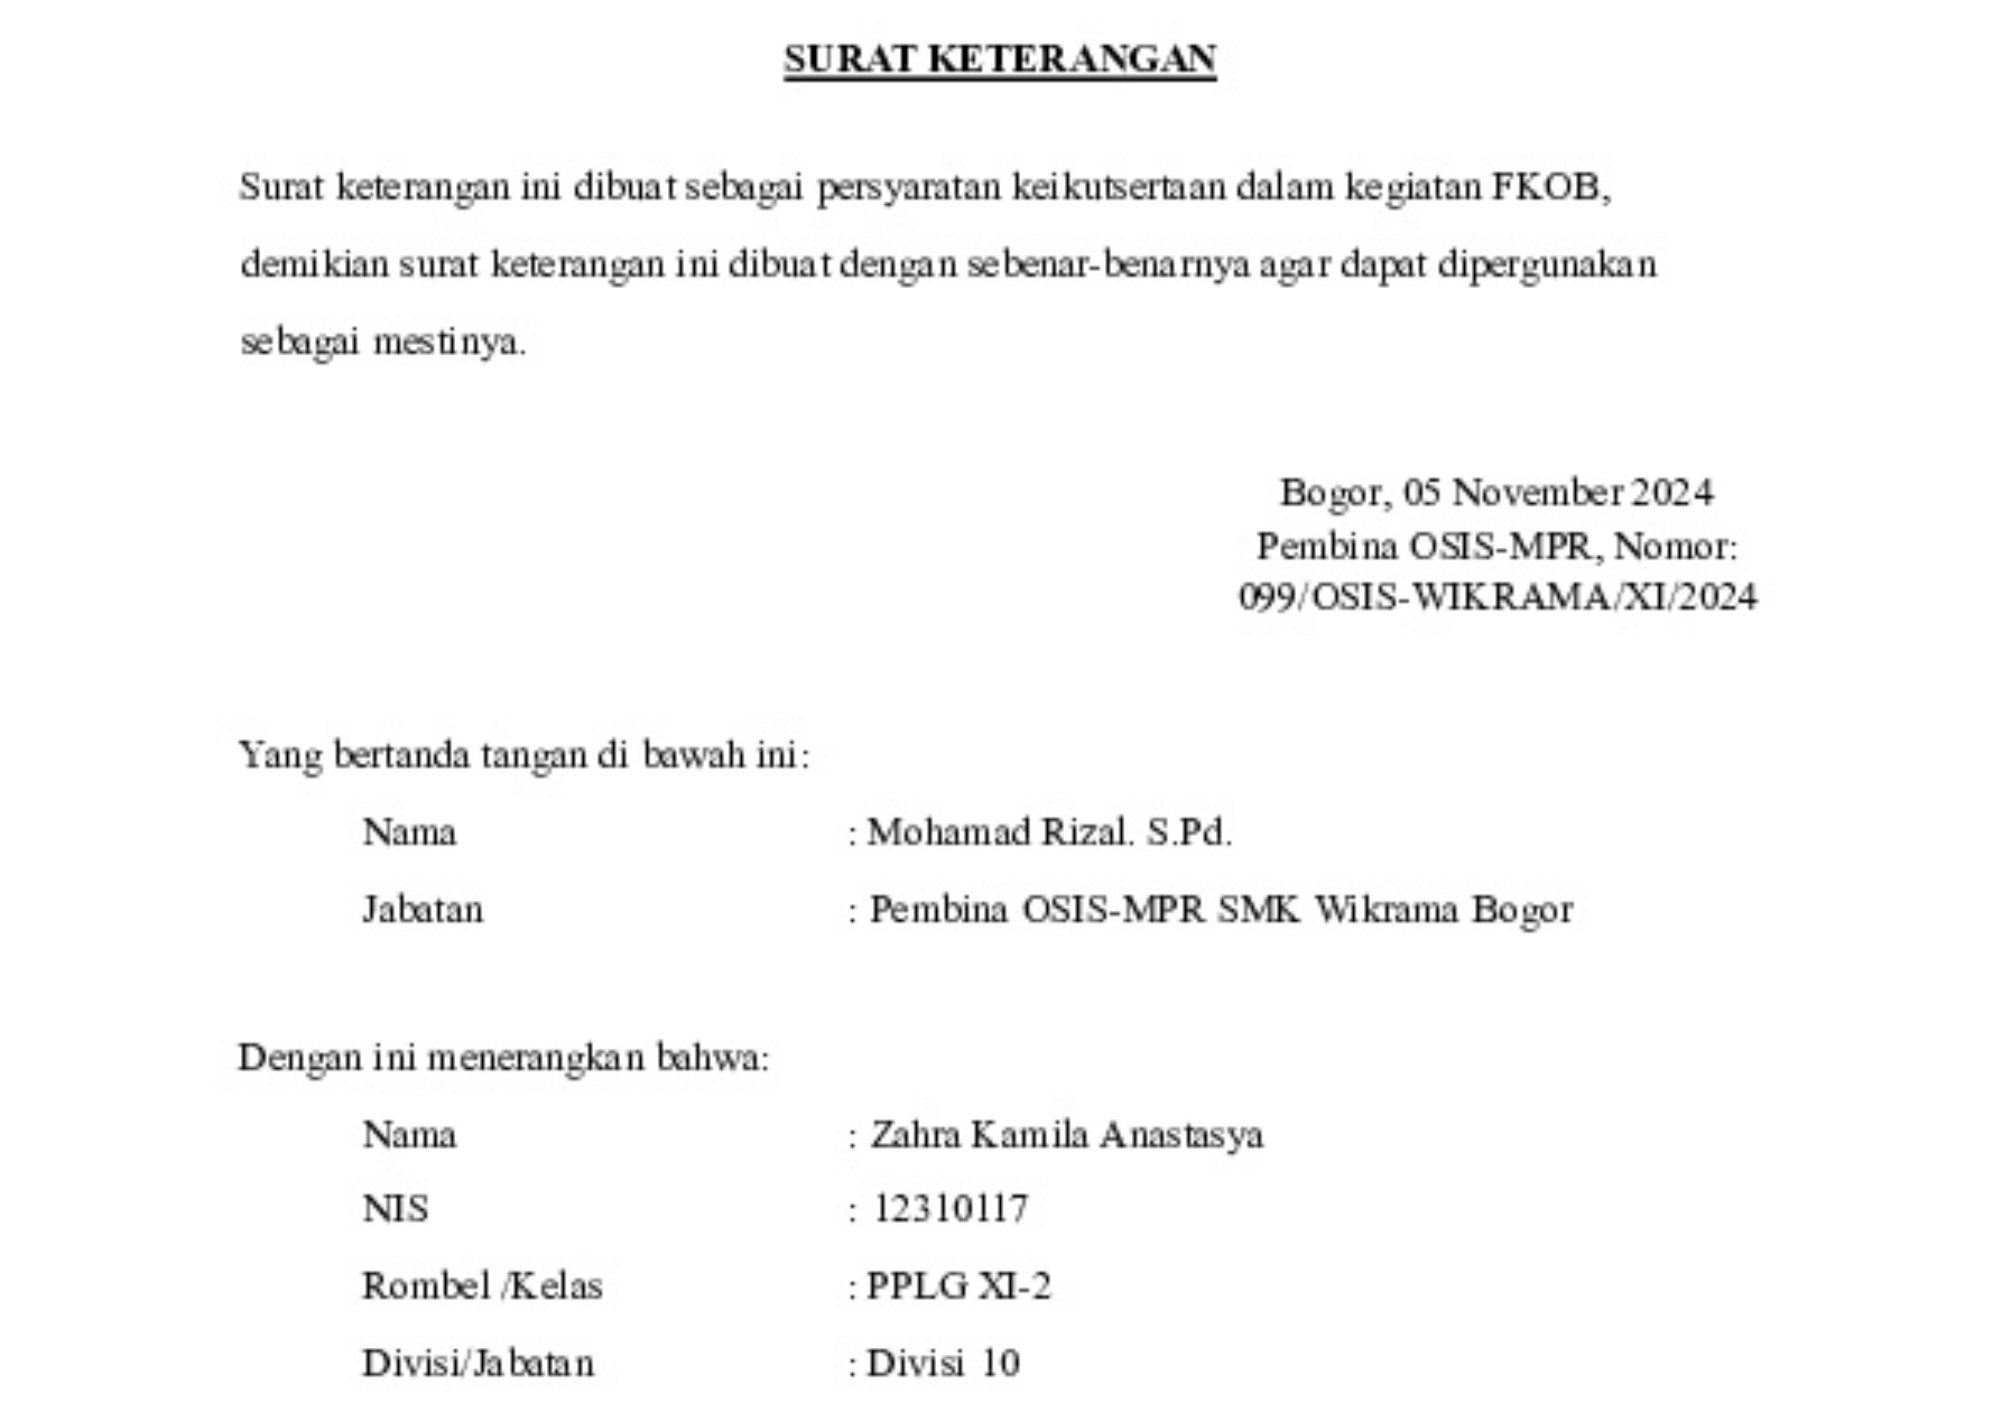 SURAT KETERANGAN
Surat keterangan ini dibuat sebagai persyaratan keikutsertaan dalam kegiatan FKOB,
demikian surat keterangan ini dibuat dengan sebenar-benarnya agar dapat dipergunakan
sebagai mestinya.
Bogor, 05 November 2024
Pembina OSIS-MPR, Nomor:
099/OSIS-WIKRAMA/XI/2024
Yang bertanda tangan di bawah ini:
Nama : Mohamad Rizal. S.Pd.
Jabatan : Pembina OSIS-MPR SMK Wikrama Bogor
Dengan ini menerangkan bahwa:
Nama : Zahra Kamila Anastasya
NIS : 12310117
Rombel /Kelas : PPLG XI-2
Divisi/Jabatan : Divisi 10